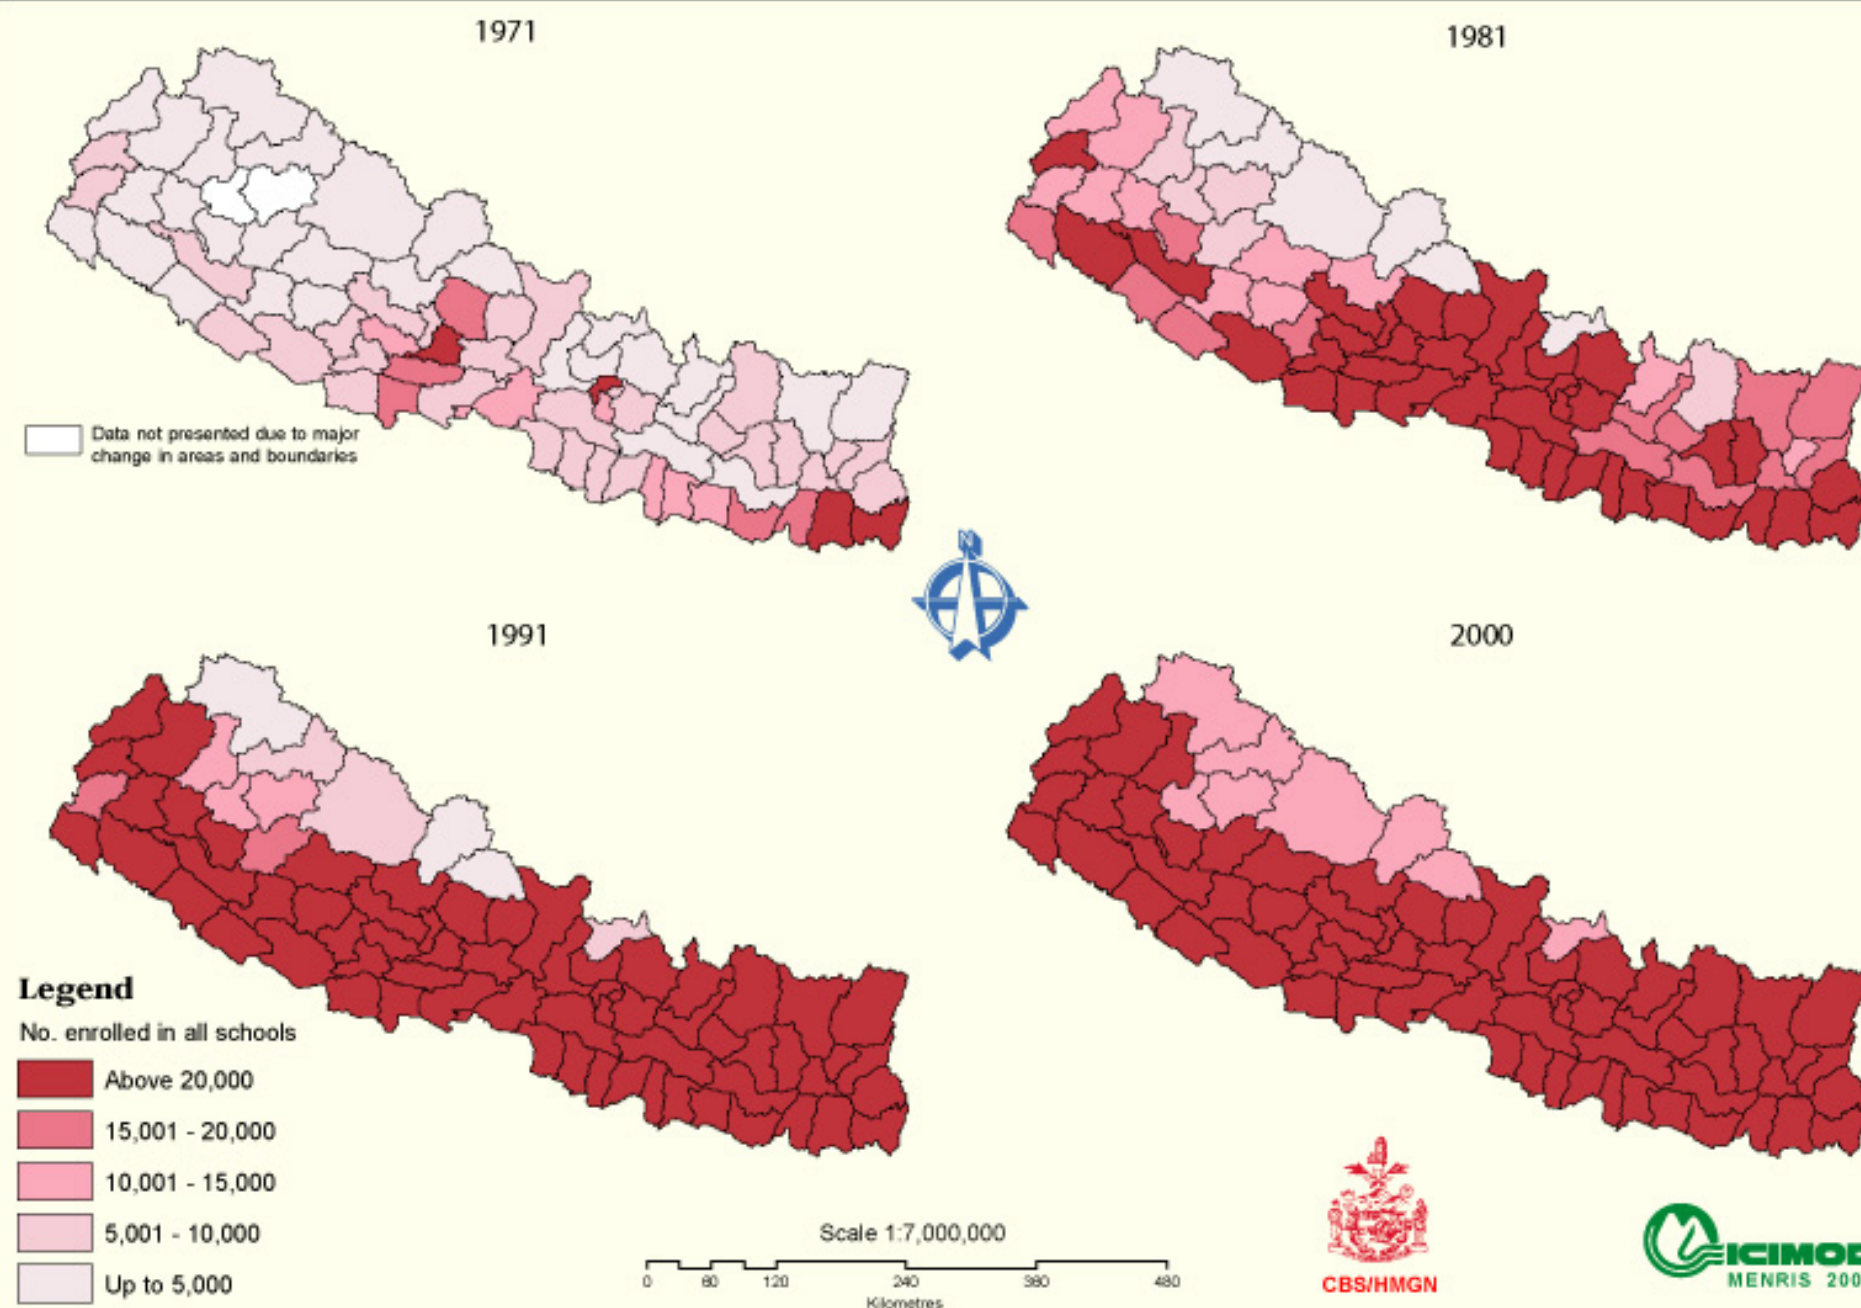 1971
1981
Data not presented due to major
change in areas and boundaries
N
1991
2000
Legend
No. enrolled in all schools
Above 20,000
15,001 - 20,000
10,001 - 15,000
5,001 - 10,000
Up to 5,000
Scale 1:7,000,000
0 60 120 240 360 480
Kilometres
CBS/HMGN
ICIMOD
MENRIS 200